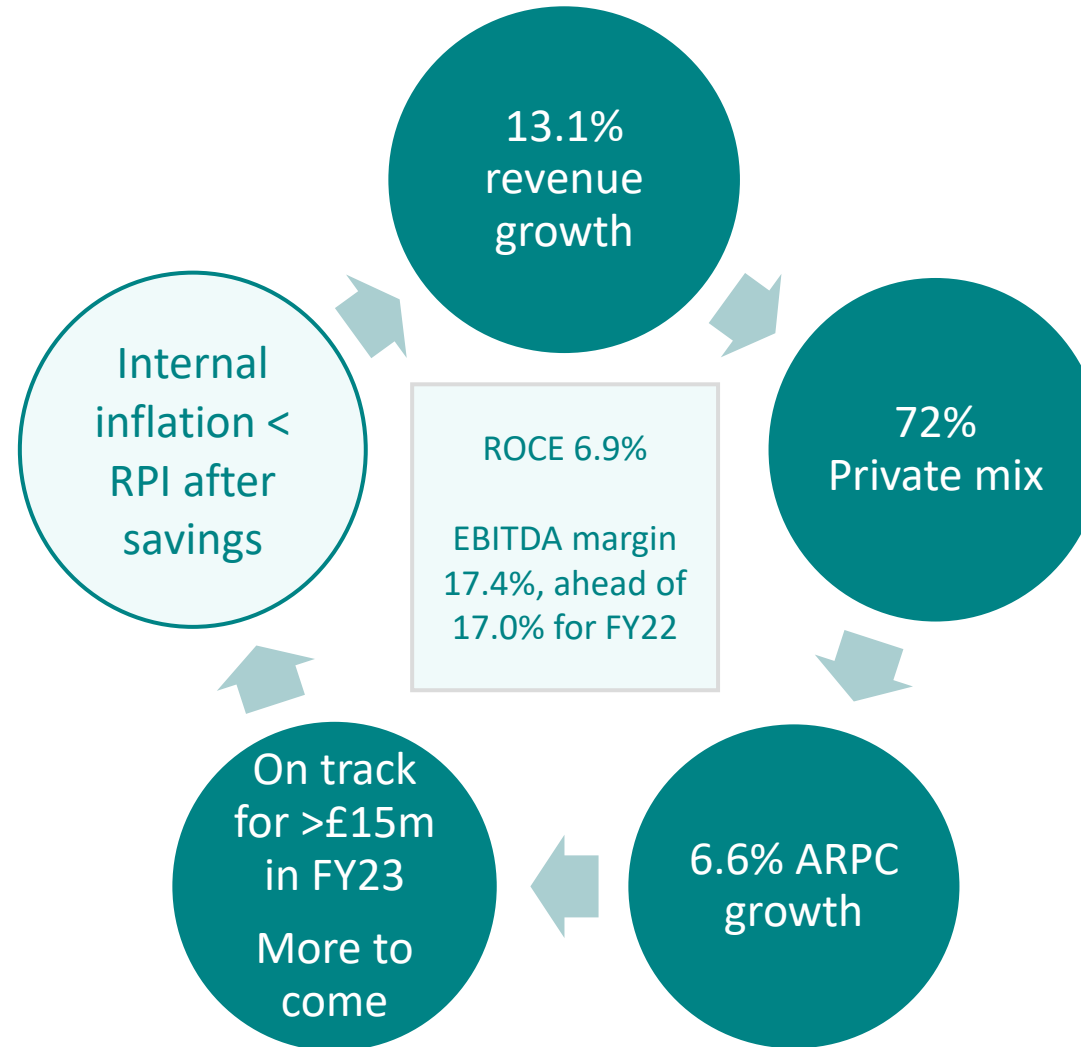 13.1%
revenue
growth
72%
Private mix
6.6% ARPC
growth
On track
for >£15m
in FY23
More to
come
Internal
inflation <
RPI after
savings
ROCE 6.9%
EBITDA margin
17.4%, ahead of
17.0% for FY22